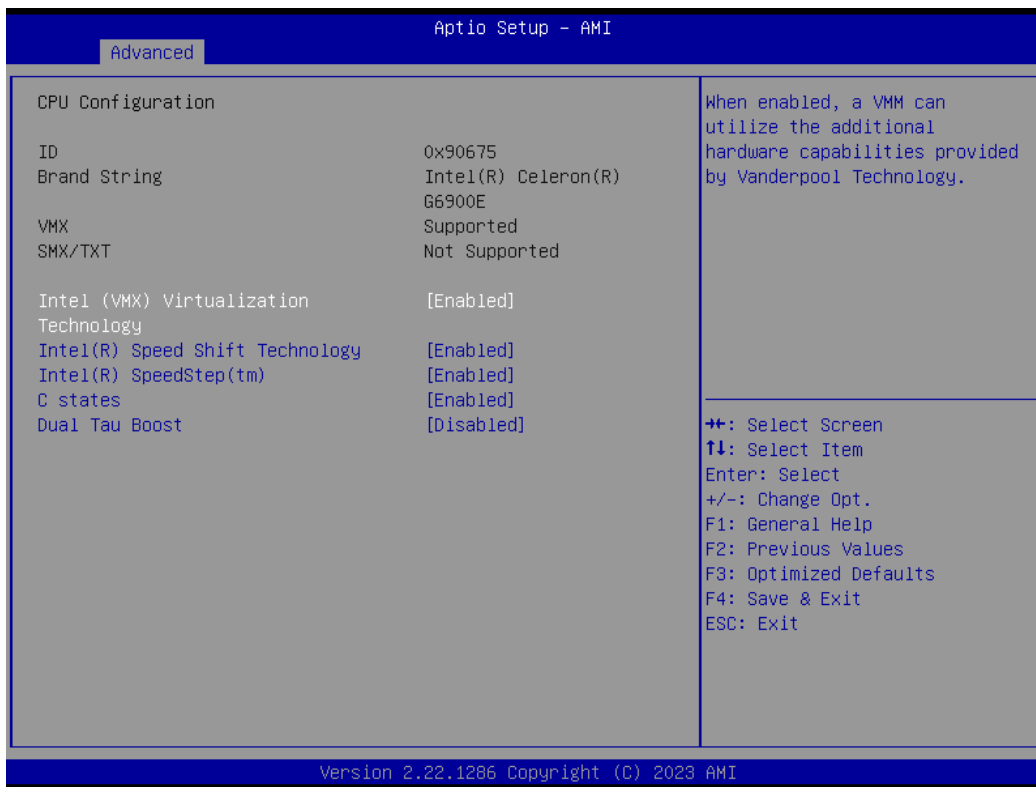 Aptio Setup – AMI
Advanced
CPU Configuration
ID 0x90675
Brand String Intel(R) Celeron(R)
G6900E
VMX Supported
SMX/TXT Not Supported
Intel (VMX) Virtualization [Enabled]
Technology
Intel(R) Speed Shift Technology [Enabled]
Intel(R) SpeedStep(tm) [Enabled]
C states [Enabled]
Dual Tau Boost [Disabled]
When enabled, a VMM can
utilize the additional
hardware capabilities provided
by Vanderpool Technology.
→←: Select Screen
↑↓: Select Item
Enter: Select
+/-: Change Opt.
F1: General Help
F2: Previous Values
F3: Optimized Defaults
F4: Save & Exit
ESC: Exit
Version 2.22.1286 Copyright (C) 2023 AMI